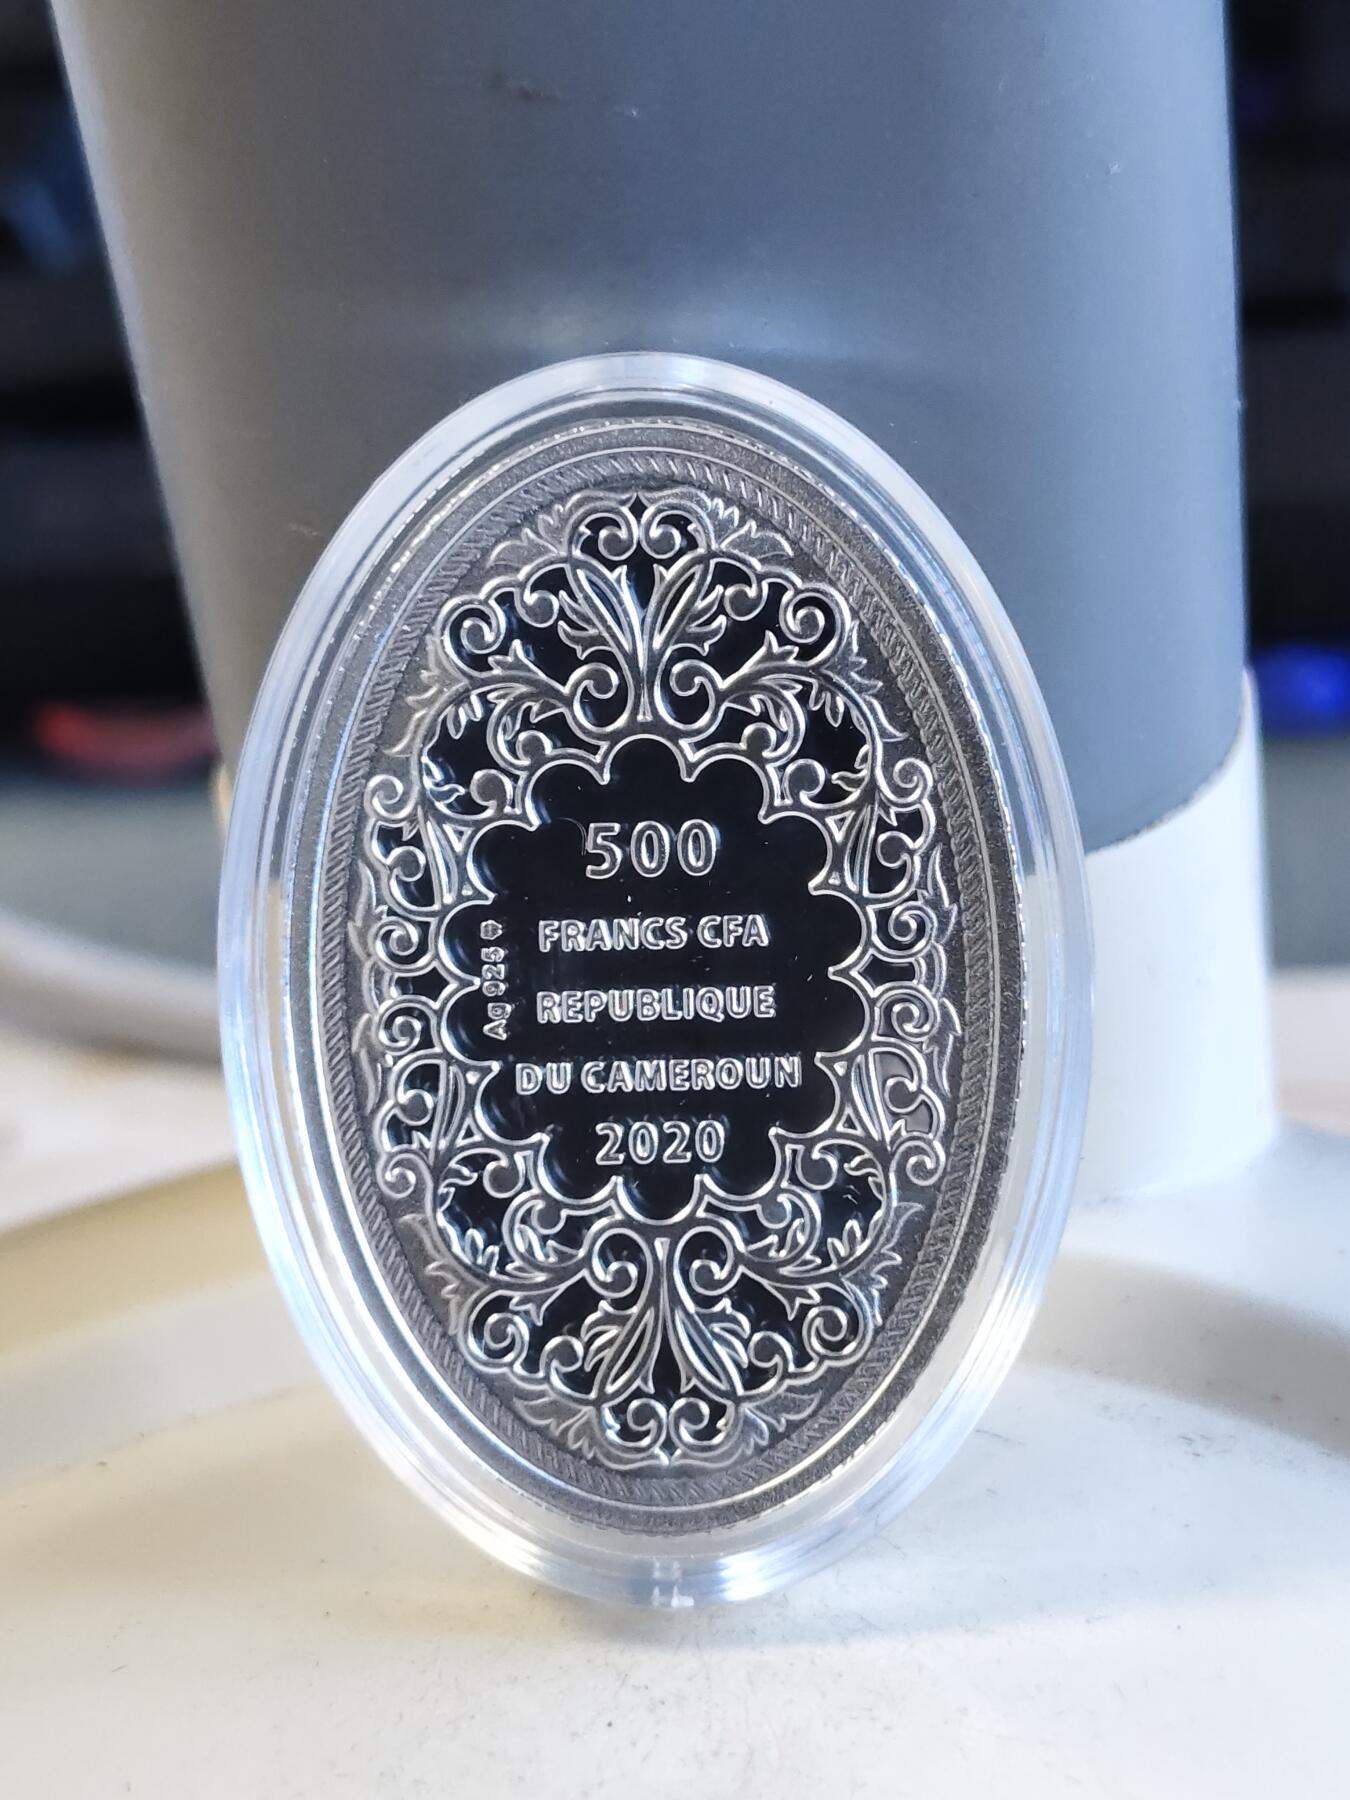 500
FRANCS CFA
Ag 925
REPUBLIQUE
DU CAMEROUN
2020